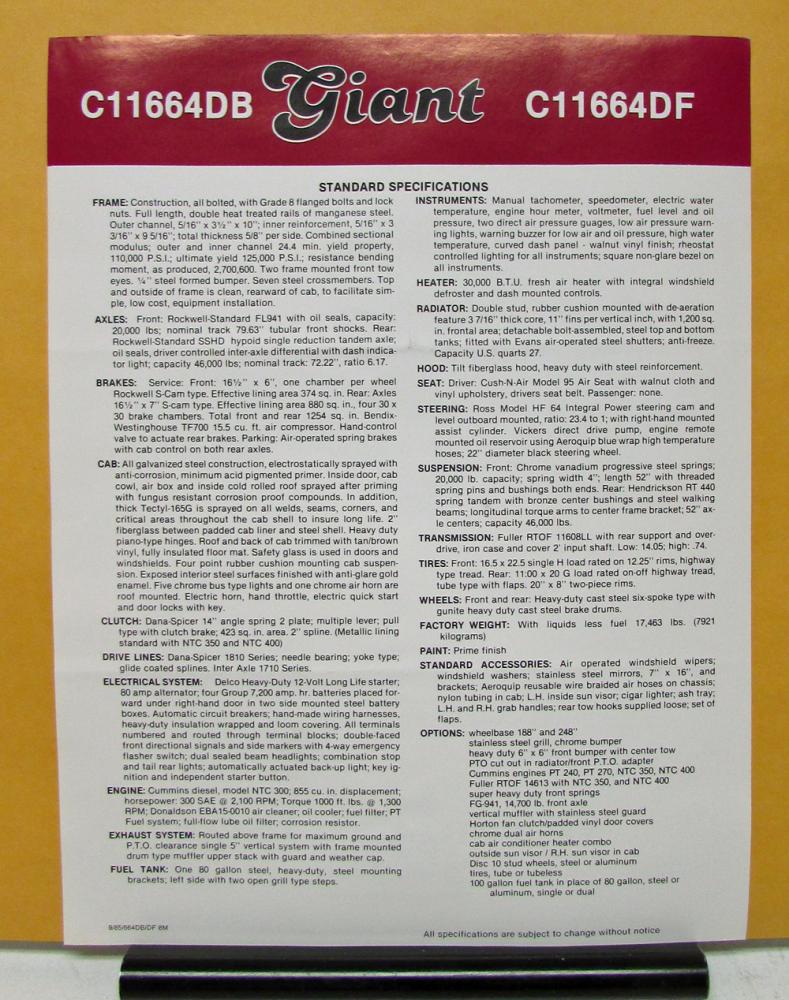 C11664DB Giant C11664DF
STANDARD SPECIFICATIONS
FRAME: Construction, all bolted, with Grade 8 flanged bolts and lock
nuts. Full length, double heat treated rails of manganese steel.
Outer channel, 5/16" x 3½" x 10"; inner reinforcement, 5/16" x 3
3/16" x 9 5/16"; total thickness 5/8" per side. Combined sectional
modulus; outer and inner channel 24.4 min. yield property,
110,000 P.S.I.; ultimate yield 125,000 P.S.I.; resistance bending
moment, as produced, 2,700,600. Two frame mounted front tow
eyes. ¼" steel formed bumper. Seven steel crossmembers. Top
and outside of frame is clean, rearward of cab, to facilitate sim-
ple, low cost, equipment installation.
AXLES: Front: Rockwell-Standard FL941 with oil seals, capacity:
20,000 lbs; nominal track 79.63" tubular front shocks. Rear:
Rockwell-Standard SSHD hypoid single reduction tandem axle;
oil seals, driver controlled inter-axle differential with dash indica-
tor light; capacity 46,000 lbs; nominal track: 72.22", ratio 6.17.
BRAKES: Service: Front: 16½" x 6", one chamber per wheel
Rockwell S-Cam type. Effective lining area 374 sq. in. Rear: Axles
16½" x 7" S-cam type. Effective lining area 880 sq. in., four 30 x
30 brake chambers. Total front and rear 1254 sq. in. Bendix-
Westinghouse TF700 15.5 cu. ft. air compressor. Hand-control
valve to actuate rear brakes. Parking: Air-operated spring brakes
with cab control on both rear axles.
CAB: All galvanized steel construction, electrostatically sprayed with
anti-corrosion, minimum acid pigmented primer. Inside door, cab
cowl, air box and inside cold rolled roof sprayed after priming
with fungus resistant corrosion proof compounds. In addition,
thick Tectyl-165G is sprayed on all welds, seams, corners, and
critical areas throughout the cab shell to insure long life. 2"
fiberglass between padded cab liner and steel shell. Heavy duty
piano-type hinges. Roof and back of cab trimmed with tan/brown
vinyl, fully insulated floor mat. Safety glass is used in doors and
windshields. Four point rubber cushion mounting cab suspen-
sion. Exposed interior steel surfaces finished with anti-glare gold
enamel. Five chrome bus type lights and one chrome air horn are
roof mounted. Electric horn, hand throttle, electric quick start
and door locks with key.
CLUTCH: Dana-Spicer 14" angle spring 2 plate; multiple lever; pull
type with clutch brake; 423 sq. in. area. 2" spline. (Metallic lining
standard with NTC 350 and NTC 400)
DRIVE LINES: Dana-Spicer 1810 Series; needle bearing; yoke type;
glide coated splines. Inter Axle 1710 Series.
ELECTRICAL SYSTEM: Delco Heavy-Duty 12-Volt Long Life starter;
80 amp alternator; four Group 7,200 amp. hr. batteries placed for-
ward under right-hand door in two side mounted steel battery
boxes. Automatic circuit breakers; hand-made wiring harnesses,
heavy-duty insulation wrapped and loom covering. All terminals
numbered and routed through terminal blocks; double-faced
front directional signals and side markers with 4-way emergency
flasher switch; dual sealed beam headlights; combination stop
and tail rear lights; automatically actuated back-up light; key ig-
nition and independent starter button.
ENGINE: Cummins diesel, model NTC 300; 855 cu. in. displacement;
horsepower: 300 SAE @ 2,100 RPM; Torque 1000 ft. lbs. @ 1,300
RPM; Donaldson EBA15-0010 air cleaner; oil cooler; fuel filter; PT
Fuel system; full-flow lube oil filter; corrosion resistor.
EXHAUST SYSTEM: Routed above frame for maximum ground and
P.T.O. clearance single 5" vertical system with frame mounted
drum type muffler upper stack with guard and weather cap.
FUEL TANK: One 80 gallon steel, heavy-duty, steel mounting
brackets; left side with two open grill type steps.
9/85/664DB/DF 8M
INSTRUMENTS: Manual tachometer, speedometer, electric water
temperature, engine hour meter, voltmeter, fuel level and oil
pressure, two direct air pressure guages, low air pressure warn-
ing lights, warning buzzer for low air and oil pressure, high water
temperature, curved dash panel - walnut vinyl finish; rheostat
controlled lighting for all instruments; square non-glare bezel on
all instruments.
HEATER: 30,000 B.T.U. fresh air heater with integral windshield
defroster and dash mounted controls.
RADIATOR: Double stud, rubber cushion mounted with de-aeration
feature 3 7/16" thick core, 11" fins per vertical inch, with 1,200 sq.
in. frontal area; detachable bolt-assembled, steel top and bottom
tanks; fitted with Evans air-operated steel shutters; anti-freeze.
Capacity U.S. quarts 27.
HOOD: Tilt fiberglass hood, heavy duty with steel reinforcement.
SEAT: Driver: Cush-N-Air Model 95 Air Seat with walnut cloth and
vinyl upholstery, drivers seat belt. Passenger: none.
STEERING: Ross Model HF 64 Integral Power steering cam and
level outboard mounted, ratio: 23.4 to 1; with right-hand mounted
assist cylinder. Vickers direct drive pump, engine remote
mounted oil reservoir using Aeroquip blue wrap high temperature
hoses; 22" diameter black steering wheel.
SUSPENSION: Front: Chrome vanadium progressive steel springs;
20,000 lb. capacity; spring width 4"; length 52" with threaded
spring pins and bushings both ends. Rear: Hendrickson RT 440
spring tandem with bronze center bushings and steel walking
beams; longitudinal torque arms to center frame bracket; 52" ax-
le centers; capacity 46,000 lbs.
TRANSMISSION: Fuller RTOF 11608LL with rear support and over-
drive, iron case and cover 2' input shaft. Low: 14.05; high: .74.
TIRES: Front: 16.5 x 22.5 single H load rated on 12.25" rims, highway
type tread. Rear: 11:00 x 20 G load rated on-off highway tread,
tube type with flaps. 20" x 8" two-piece rims.
WHEELS: Front and rear: Heavy-duty cast six-spoke type with
gunite heavy duty cast steel brake drums.
FACTORY WEIGHT: With liquids less fuel 17,463 lbs. (7921
kilograms)
PAINT: Prime finish
STANDARD ACCESSORIES: Air operated windshield wipers;
windshield washers; stainless steel mirrors, 7" x 16", and
brackets; Aeroquip reusable wire braided air hoses on chassis;
nylon tubing in cab; L.H. inside sun visor; cigar lighter; ash tray;
L.H. and R.H. grab handles; rear tow hooks supplied loose; set of
flaps.
OPTIONS: wheelbase 188" and 248"
stainless steel grill, chrome bumper
heavy duty 6" x 6" front bumper with center tow
PTO cut out in radiator/front P.T.O. adapter
Cummins engines PT 240, PT 270, NTC 350, NTC 400
Fuller RTOF 14613 with NTC 350, and NTC 400
super heavy duty front springs
FG-941, 14,700 lb. front axle
vertical muffler with stainless steel guard
Horton fan clutch/padded vinyl door covers
chrome dual air horns
cab air conditioner heater combo
outside sun visor / R.H. sun visor in cab
Disc 10 stud wheels, steel or aluminum
tires, tube or tubeless
100 gallon fuel tank in place of 80 gallon, steel or
aluminum, single or dual
All specifications are subject to change without notice